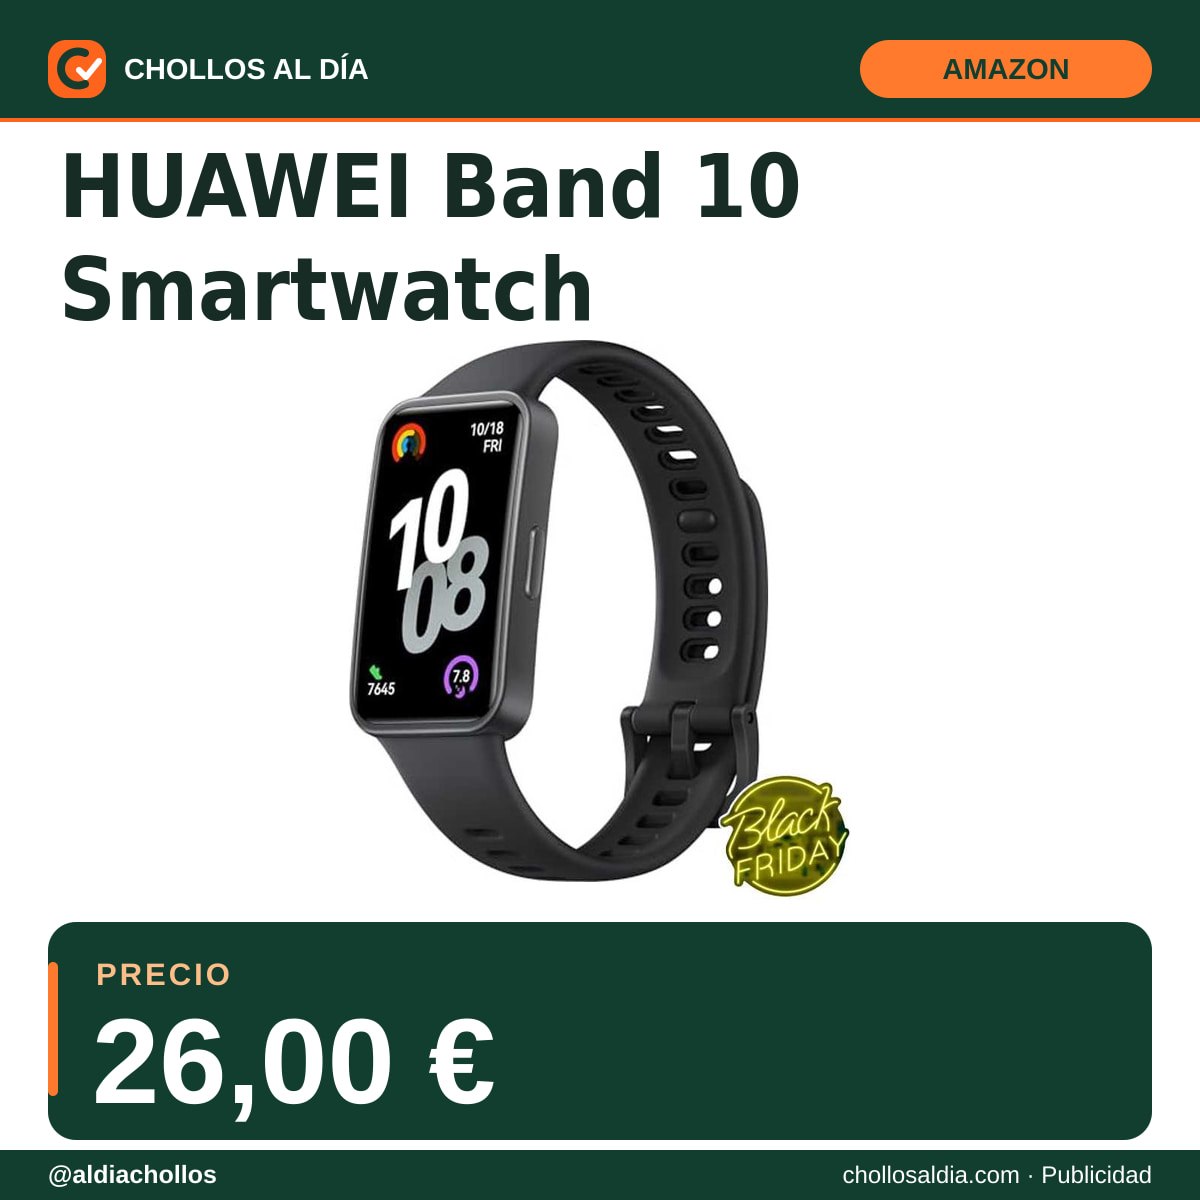 CHOLLOS AL DÍA
AMAZON
HUAWEI Band 10
Smartwatch
10/18
FRI
10
08
7645
7.8
Black
FRIDAY
PRECIO
26,00 €
@aldiachollos
chollosaldia.com · Publicidad